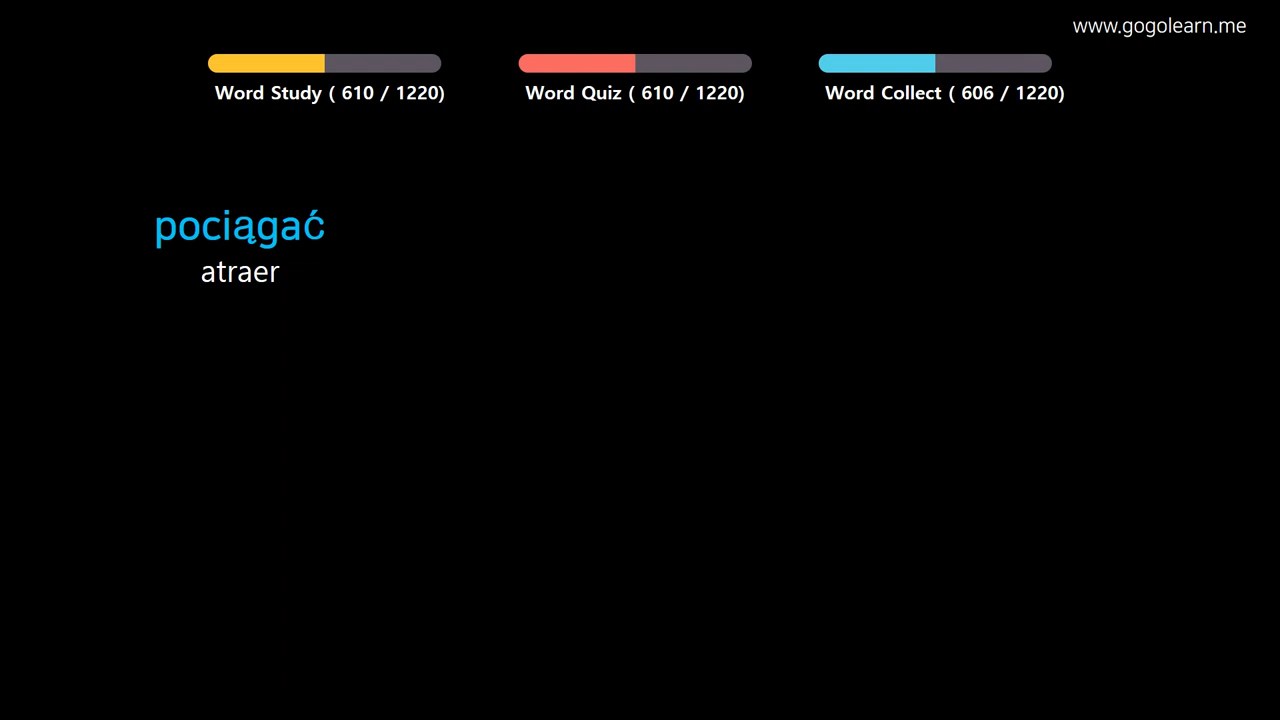 www.gogolearn.me
Word Study ( 610 / 1220)
Word Quiz ( 610 / 1220)
Word Collect ( 606 / 1220)
pociągać
atraer